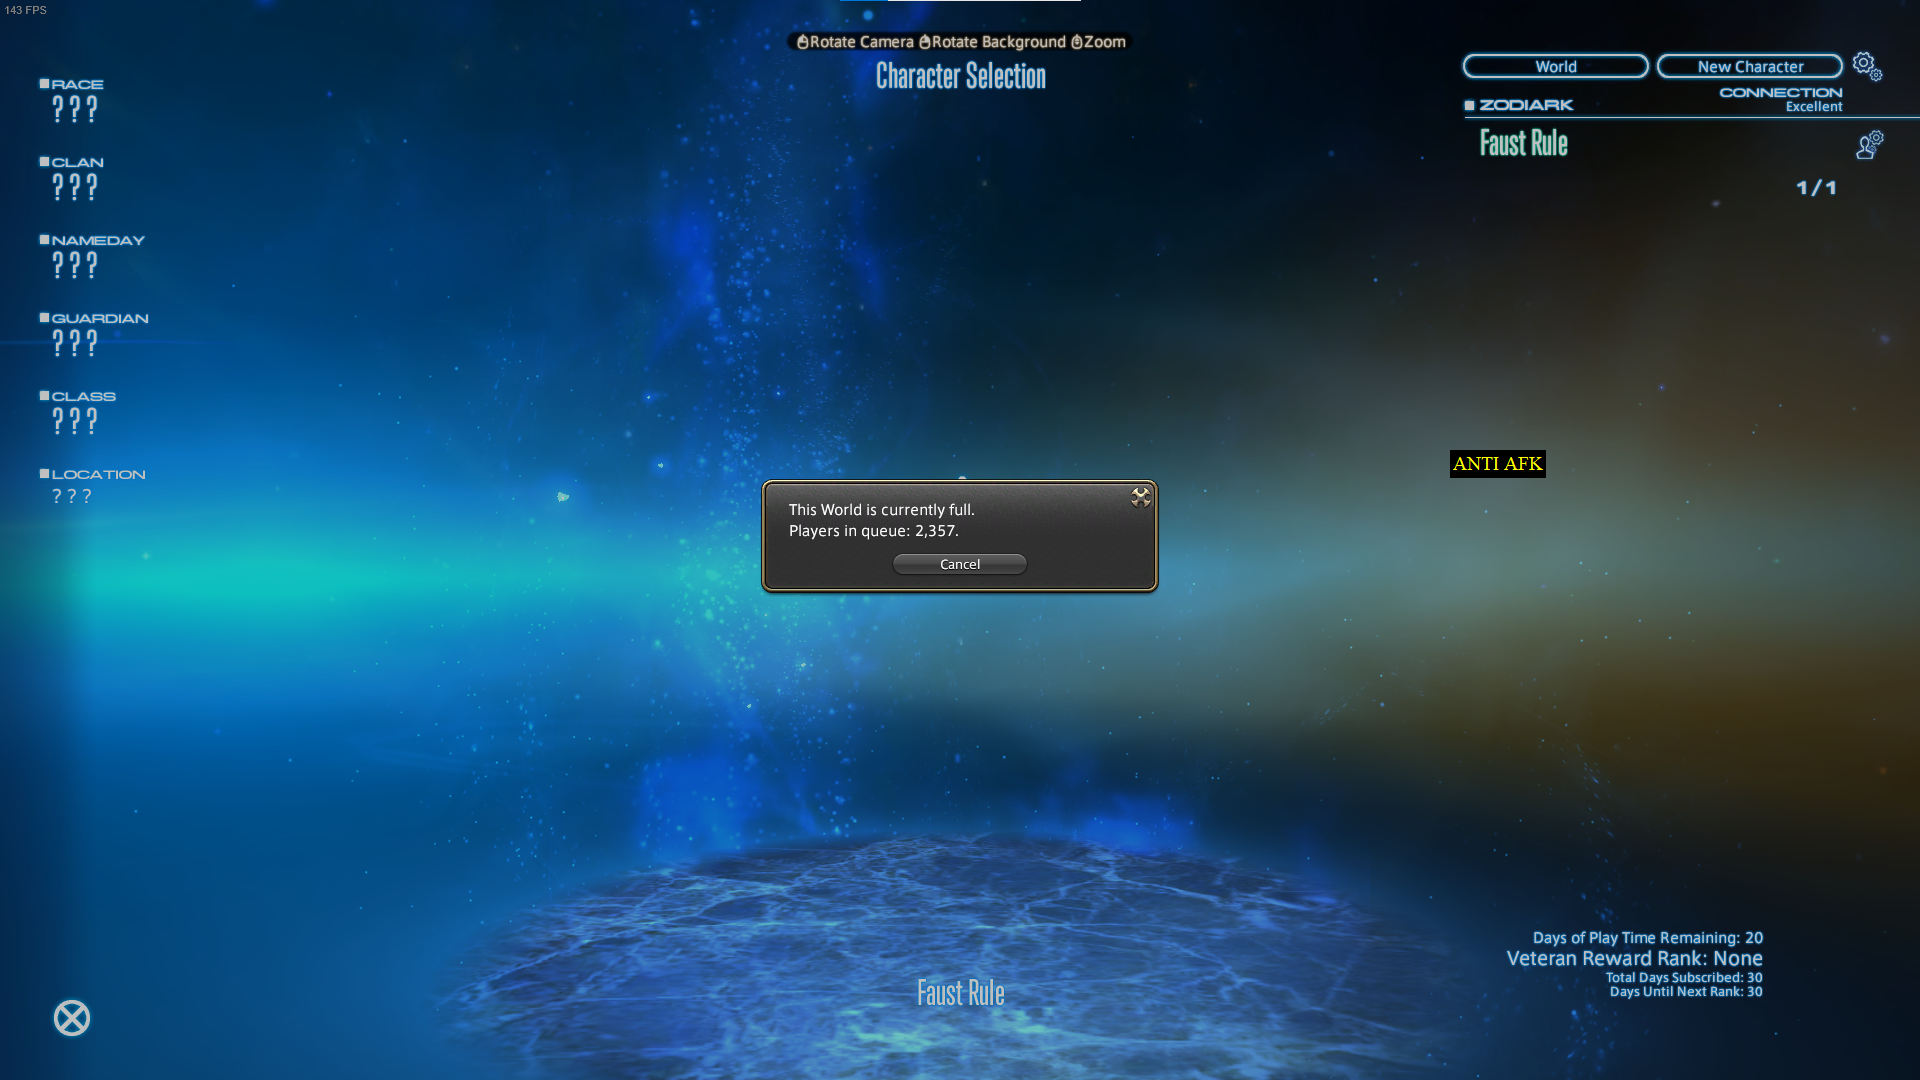 143 FPS
Rotate Camera Rotate Background Zoom
Character Selection
World
New Character
CONNECTION
Excellent
ZODIARK
Faust Rule
1/1
RACE
???
CLAN
???
NAMEDAY
???
GUARDIAN
???
CLASS
???
LOCATION
???
ANTI AFK
This World is currently full.
Players in queue: 2,357.
Cancel
Faust Rule
Days of Play Time Remaining: 20
Veteran Reward Rank: None
Total Days Subscribed: 30
Days Until Next Rank: 30